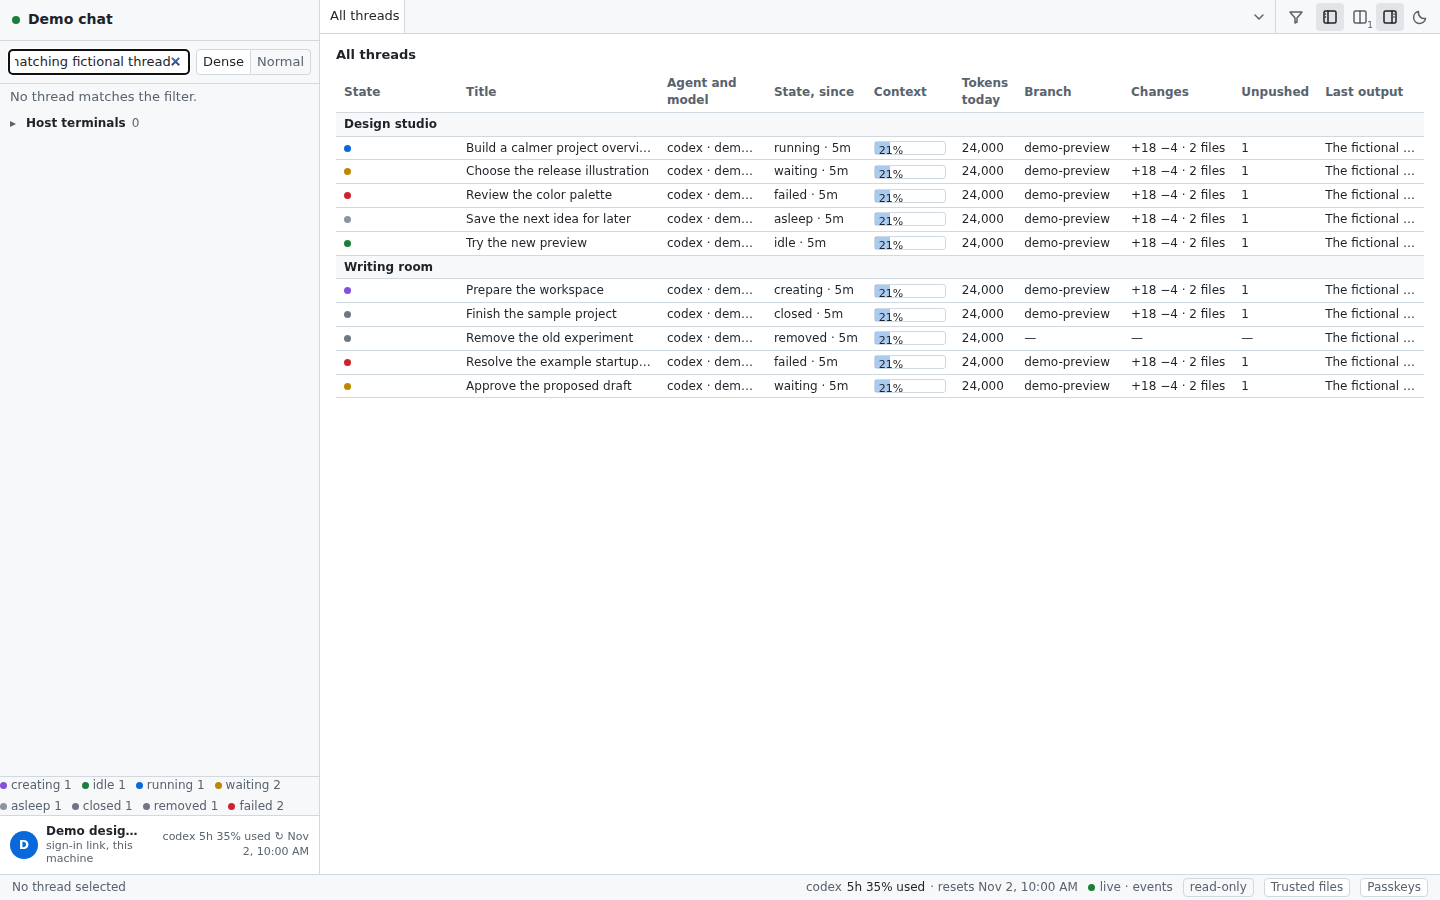 Demo chat
All threads
1
atching fictional thread×
Dense
Normal
No thread matches the filter.
▸ Host terminals 0
All threads
State Title Agent and model State, since Context Tokens today Branch Changes Unpushed Last output
Design studio
Build a calmer project overvi… codex · dem… running · 5m 21% 24,000 demo-preview +18 −4 · 2 files 1 The fictional …
Choose the release illustration codex · dem… waiting · 5m 21% 24,000 demo-preview +18 −4 · 2 files 1 The fictional …
Review the color palette codex · dem… failed · 5m 21% 24,000 demo-preview +18 −4 · 2 files 1 The fictional …
Save the next idea for later codex · dem… asleep · 5m 21% 24,000 demo-preview +18 −4 · 2 files 1 The fictional …
Try the new preview codex · dem… idle · 5m 21% 24,000 demo-preview +18 −4 · 2 files 1 The fictional …
Writing room
Prepare the workspace codex · dem… creating · 5m 21% 24,000 demo-preview +18 −4 · 2 files 1 The fictional …
Finish the sample project codex · dem… closed · 5m 21% 24,000 demo-preview +18 −4 · 2 files 1 The fictional …
Remove the old experiment codex · dem… removed · 5m 21% 24,000 — — — The fictional …
Resolve the example startup… codex · dem… failed · 5m 21% 24,000 demo-preview +18 −4 · 2 files 1 The fictional …
Approve the proposed draft codex · dem… waiting · 5m 21% 24,000 demo-preview +18 −4 · 2 files 1 The fictional …
creating 1 idle 1 running 1 waiting 2
asleep 1 closed 1 removed 1 failed 2
D
Demo desig…
sign-in link, this
machine
codex 5h 35% used ↻ Nov
2, 10:00 AM
No thread selected
codex 5h 35% used · resets Nov 2, 10:00 AM live · events read-only Trusted files Passkeys